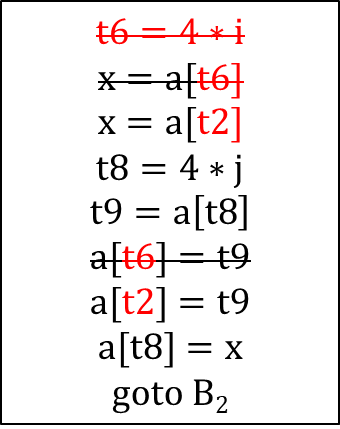 t6 = 4 ∗ i
x = a[t6]
x = a[t2]
t8 = 4 ∗ j
t9 = a[t8]
a[t6] = t9
a[t2] = t9
a[t8] = x
goto B₂